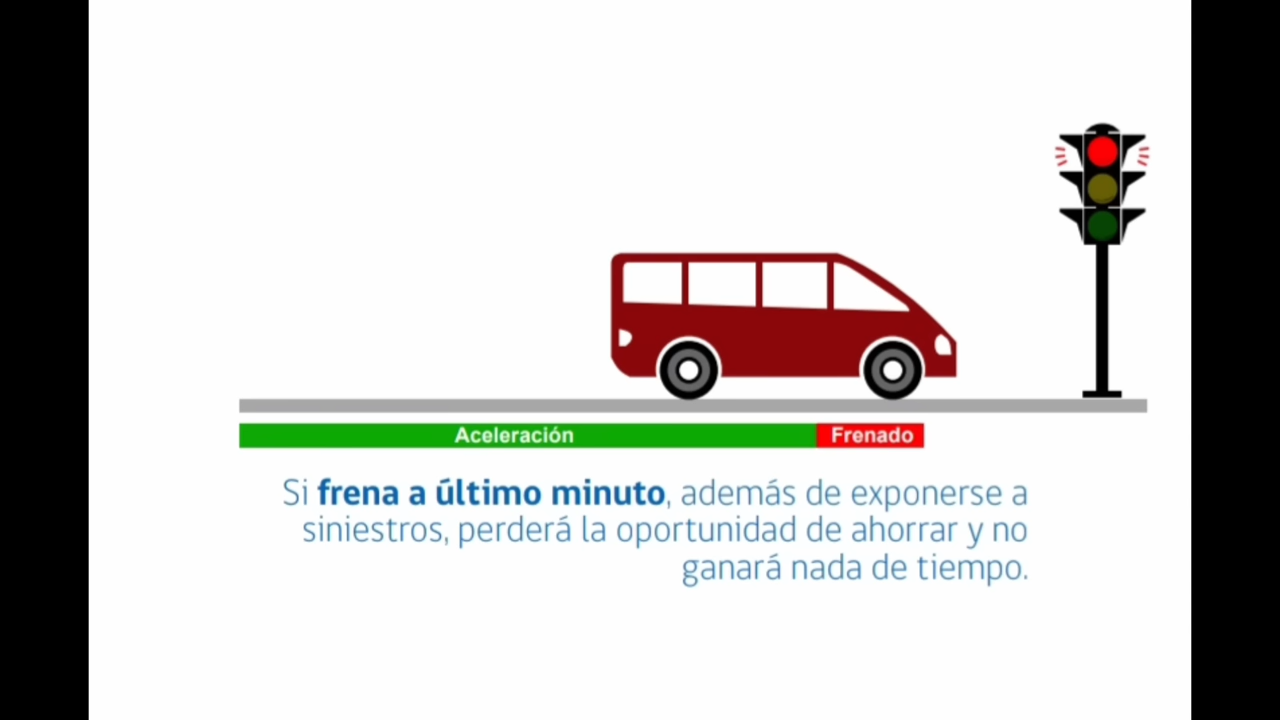 Aceleración Frenado
Si frena a último minuto, además de exponerse a
siniestros, perderá la oportunidad de ahorrar y no
ganará nada de tiempo.